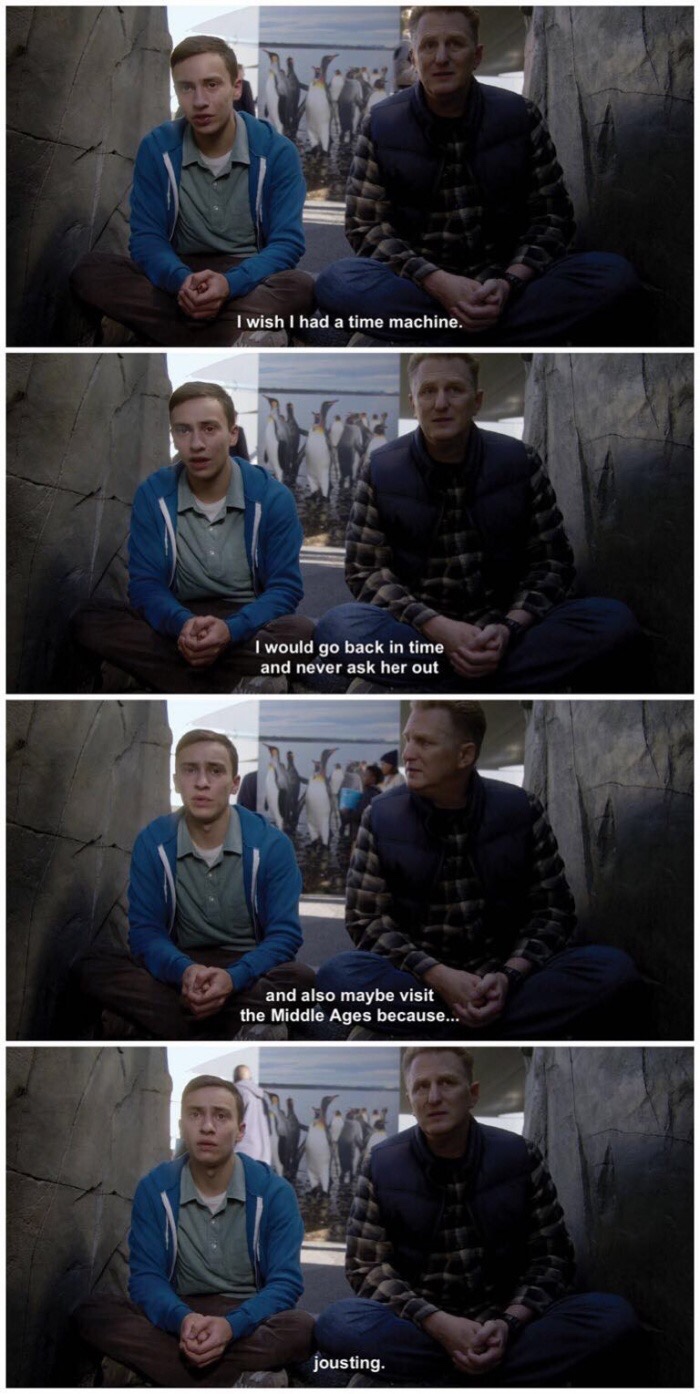 I wish I had a time machine.
I would go back in time
and never ask her out
and also maybe visit
the Middle Ages because...
jousting.